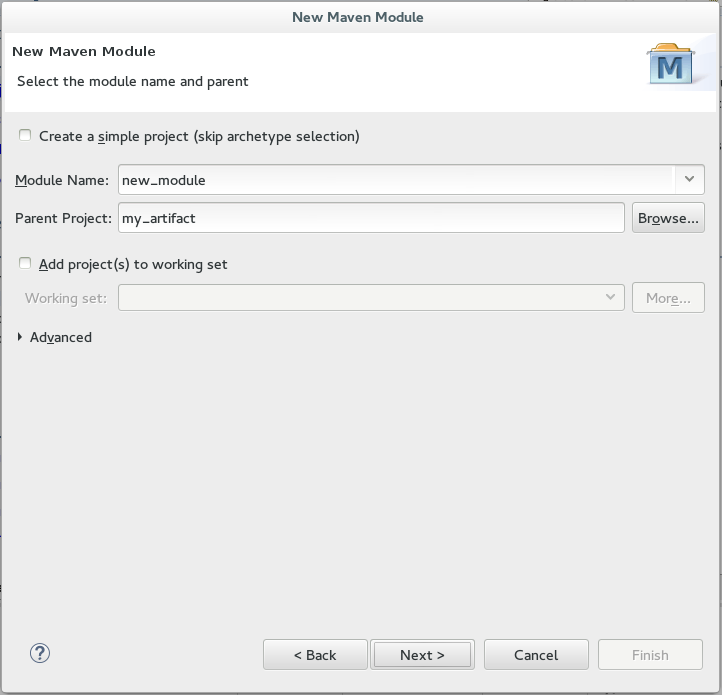 New Maven Module
New Maven Module
Select the module name and parent
M
Create a simple project (skip archetype selection)
Module Name: new_module
Parent Project: my_artifact Browse...
Add project(s) to working set
Working set: More...
Advanced
? < Back Next > Cancel Finish